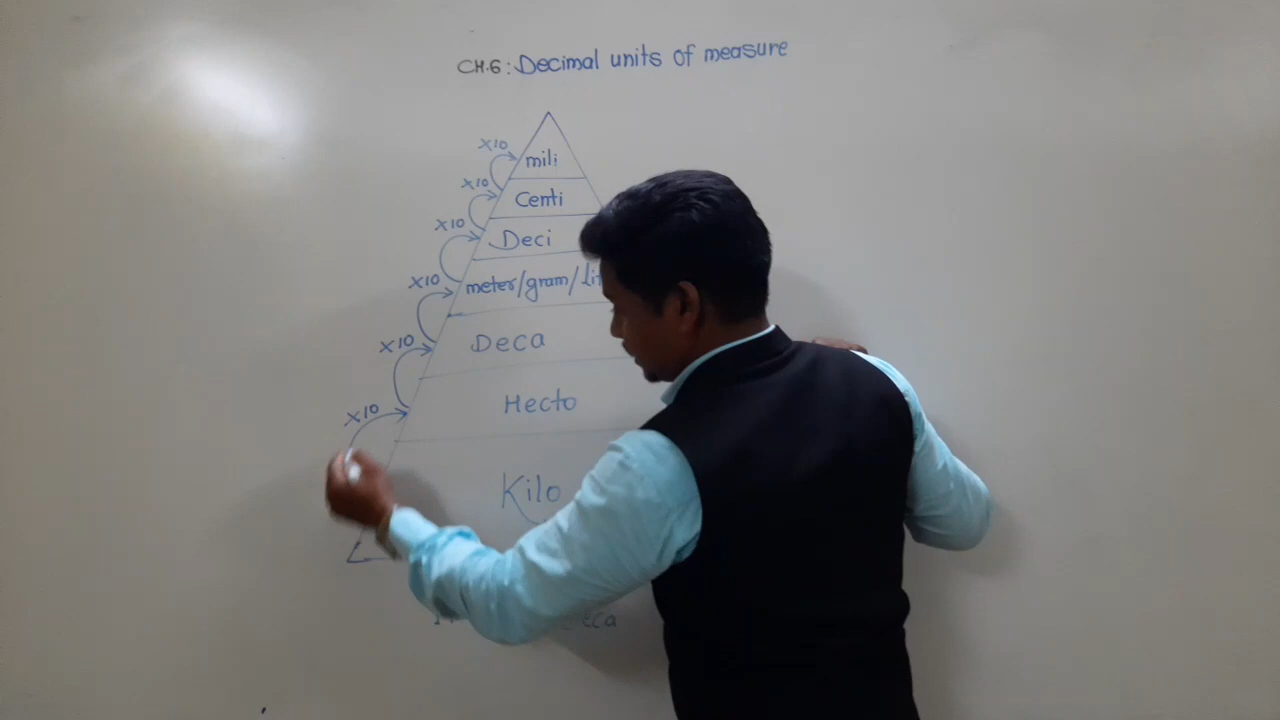 CH.6: Decimal units of measure
X10
mili
X10
Centi
X10
Deci
X10
meter/gram/lit
X10
Deca
X10
Hecto
Kilo